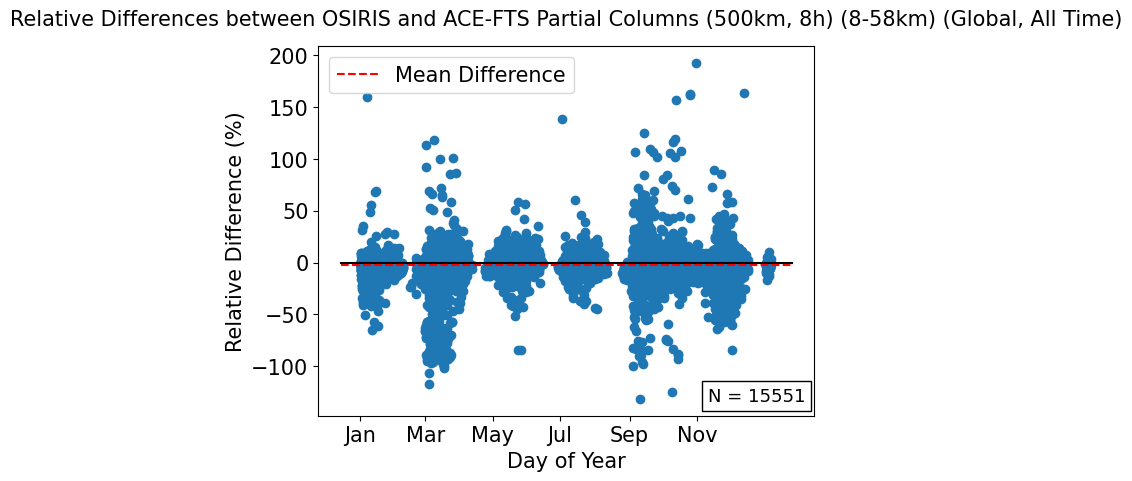 Relative Differences between OSIRIS and ACE-FTS Partial Columns (500km, 8h) (8-58km) (Global, All Time)
Mean Difference
Relative Difference (%)
200
150
100
50
0
−50
−100
N = 15551
Jan Mar May Jul Sep Nov
Day of Year